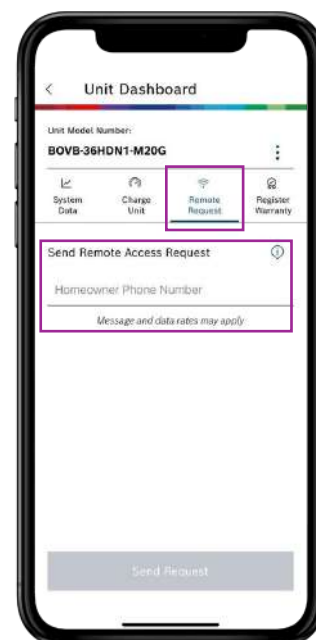 Unit Dashboard
Unit Model Number:
BOVB-36HDN1-M20G
System Data
Charge Unit
Remote Request
Register Warranty
Send Remote Access Request
Homeowner Phone Number
Message and data rates may apply
Send Request